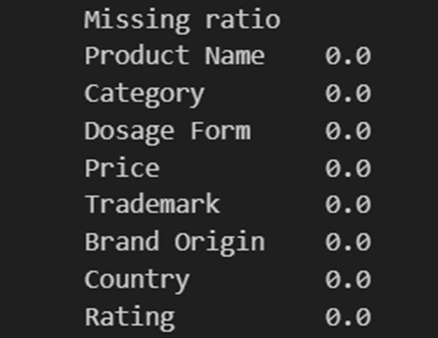 Missing ratio
Product Name 0.0
Category 0.0
Dosage Form 0.0
Price 0.0
Trademark 0.0
Brand Origin 0.0
Country 0.0
Rating 0.0